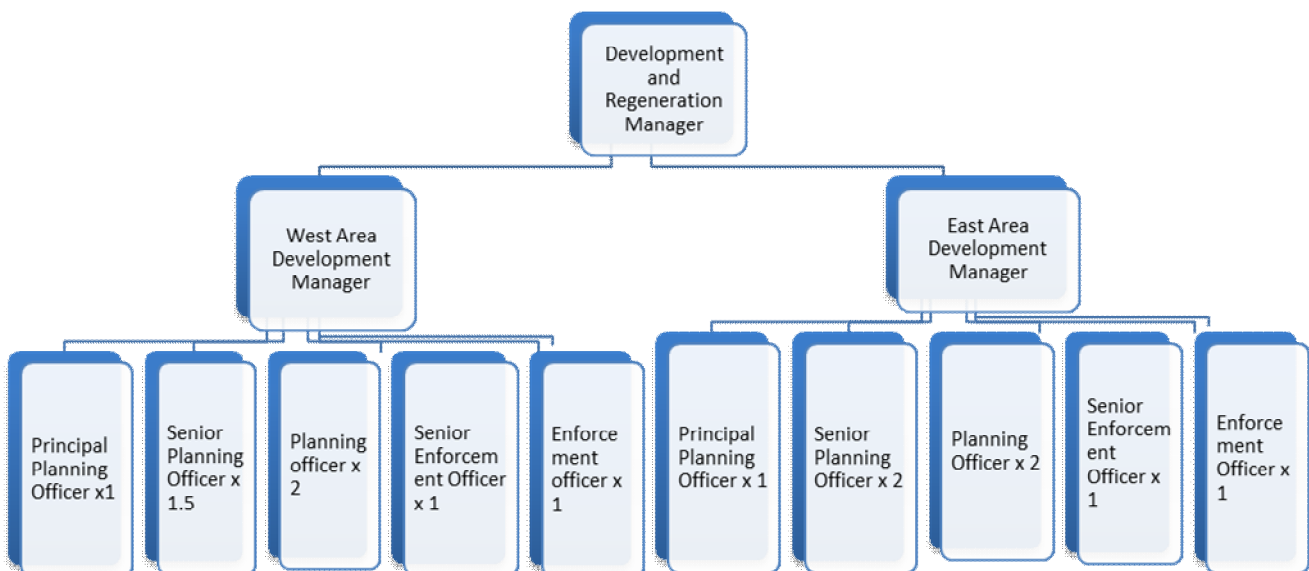 Development
and
Regeneration
Manager
West Area
Development
Manager
East Area
Development
Manager
Principal
Planning
Officer x1
Senior
Planning
Officer x
1.5
Planning
officer x
2
Senior
Enforcem
ent Officer
x 1
Enforce
ment
officer x
1
Principal
Planning
Officer x 1
Senior
Planning
Officer x 2
Planning
Officer x 2
Senior
Enforcem
ent
Officer x
1
Enforce
ment
Officer x
1